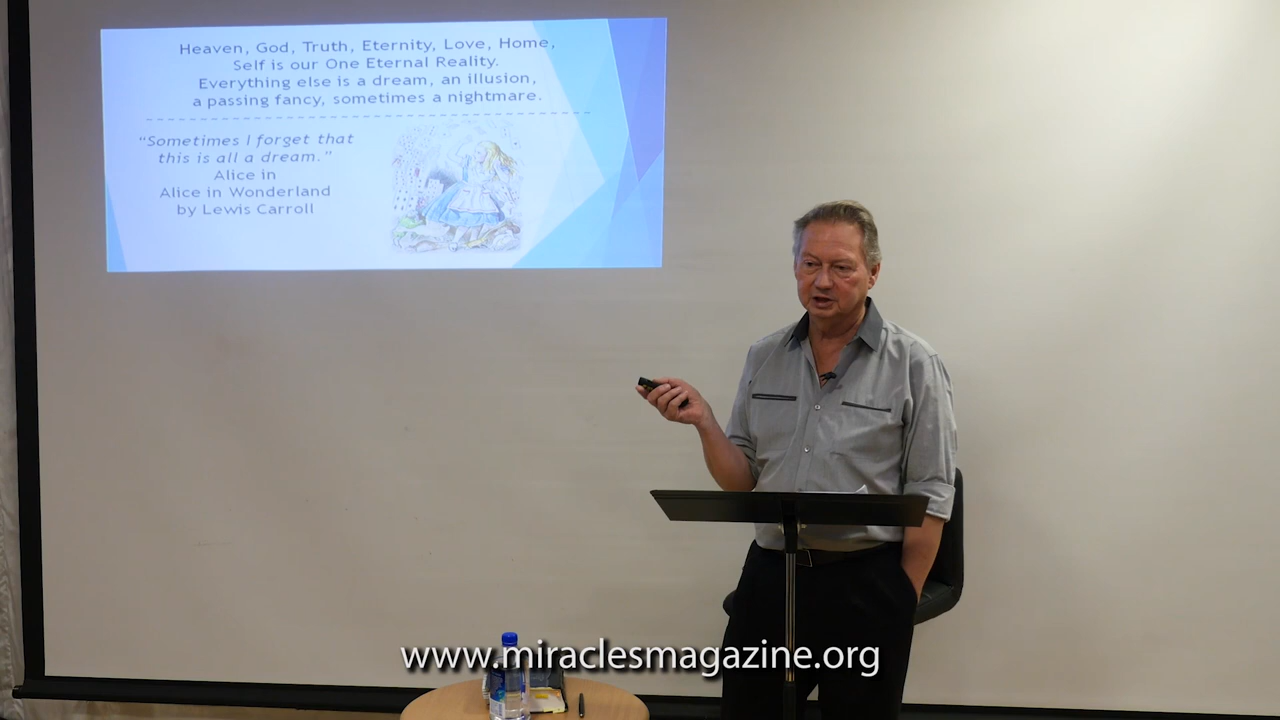 Heaven, God, Truth, Eternity, Love, Home,
Self is our One Eternal Reality.
Everything else is a dream, an illusion,
a passing fancy, sometimes a nightmare.
“Sometimes I forget that
this is all a dream.”
Alice in
Alice in Wonderland
by Lewis Carroll
www.miraclesmagazine.org